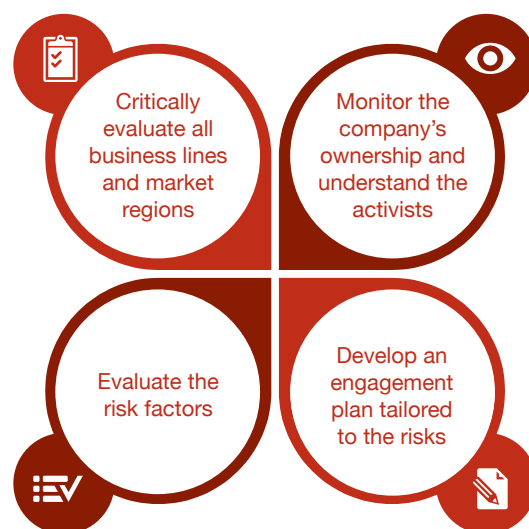 Critically
evaluate all
business lines
and market
regions
Monitor the
company's
ownership and
understand the
activists
Evaluate the
risk factors
Develop an
engagement
plan tailored
to the risks